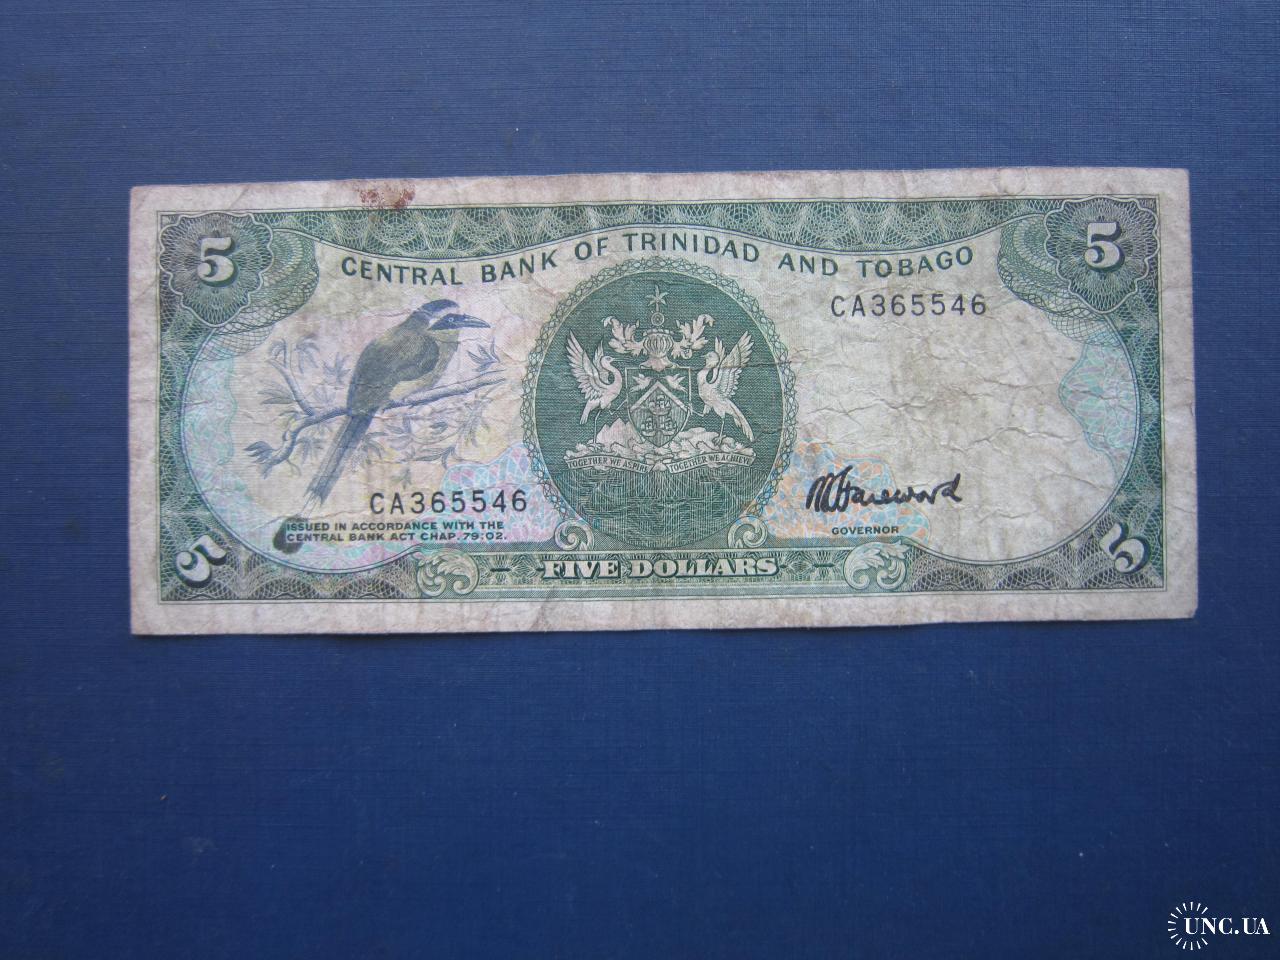 5
5
CENTRAL BANK OF TRINIDAD AND TOBAGO
CA365546
TOGETHER WE ASPIRE TOGETHER WE ACHIEVE
CA365546
ISSUED IN ACCORDANCE WITH THE
CENTRAL BANK ACT CHAP. 79:02.
GOVERNOR
5
FIVE DOLLARS
5
UNC.UA